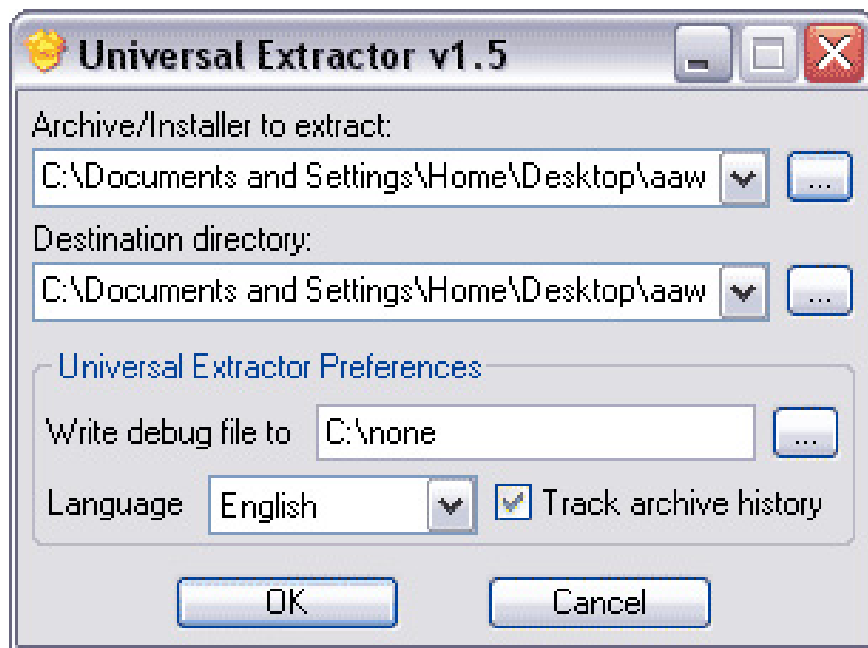 Universal Extractor v1.5
Archive/Installer to extract:
C:\Documents and Settings\Home\Desktop\aaw
...
Destination directory:
C:\Documents and Settings\Home\Desktop\aaw
...
Universal Extractor Preferences
Write debug file to C:\none ...
Language English Track archive history
OK Cancel